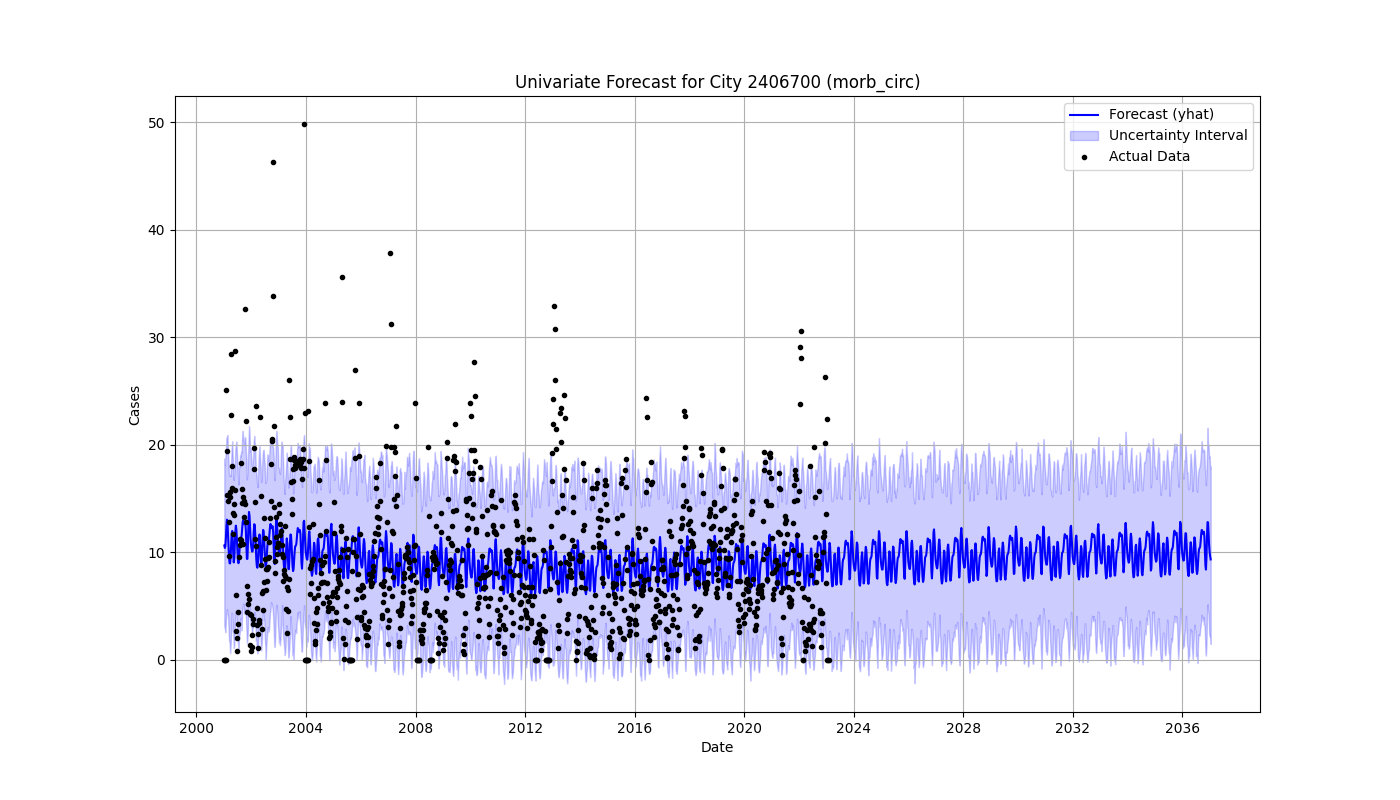 Univariate Forecast for City 2406700 (morb_circ)
Forecast (yhat)
Uncertainty Interval
Actual Data
50
40
30
20
10
0
Cases
2000 2004 2008 2012 2016 2020 2024 2028 2032 2036
Date